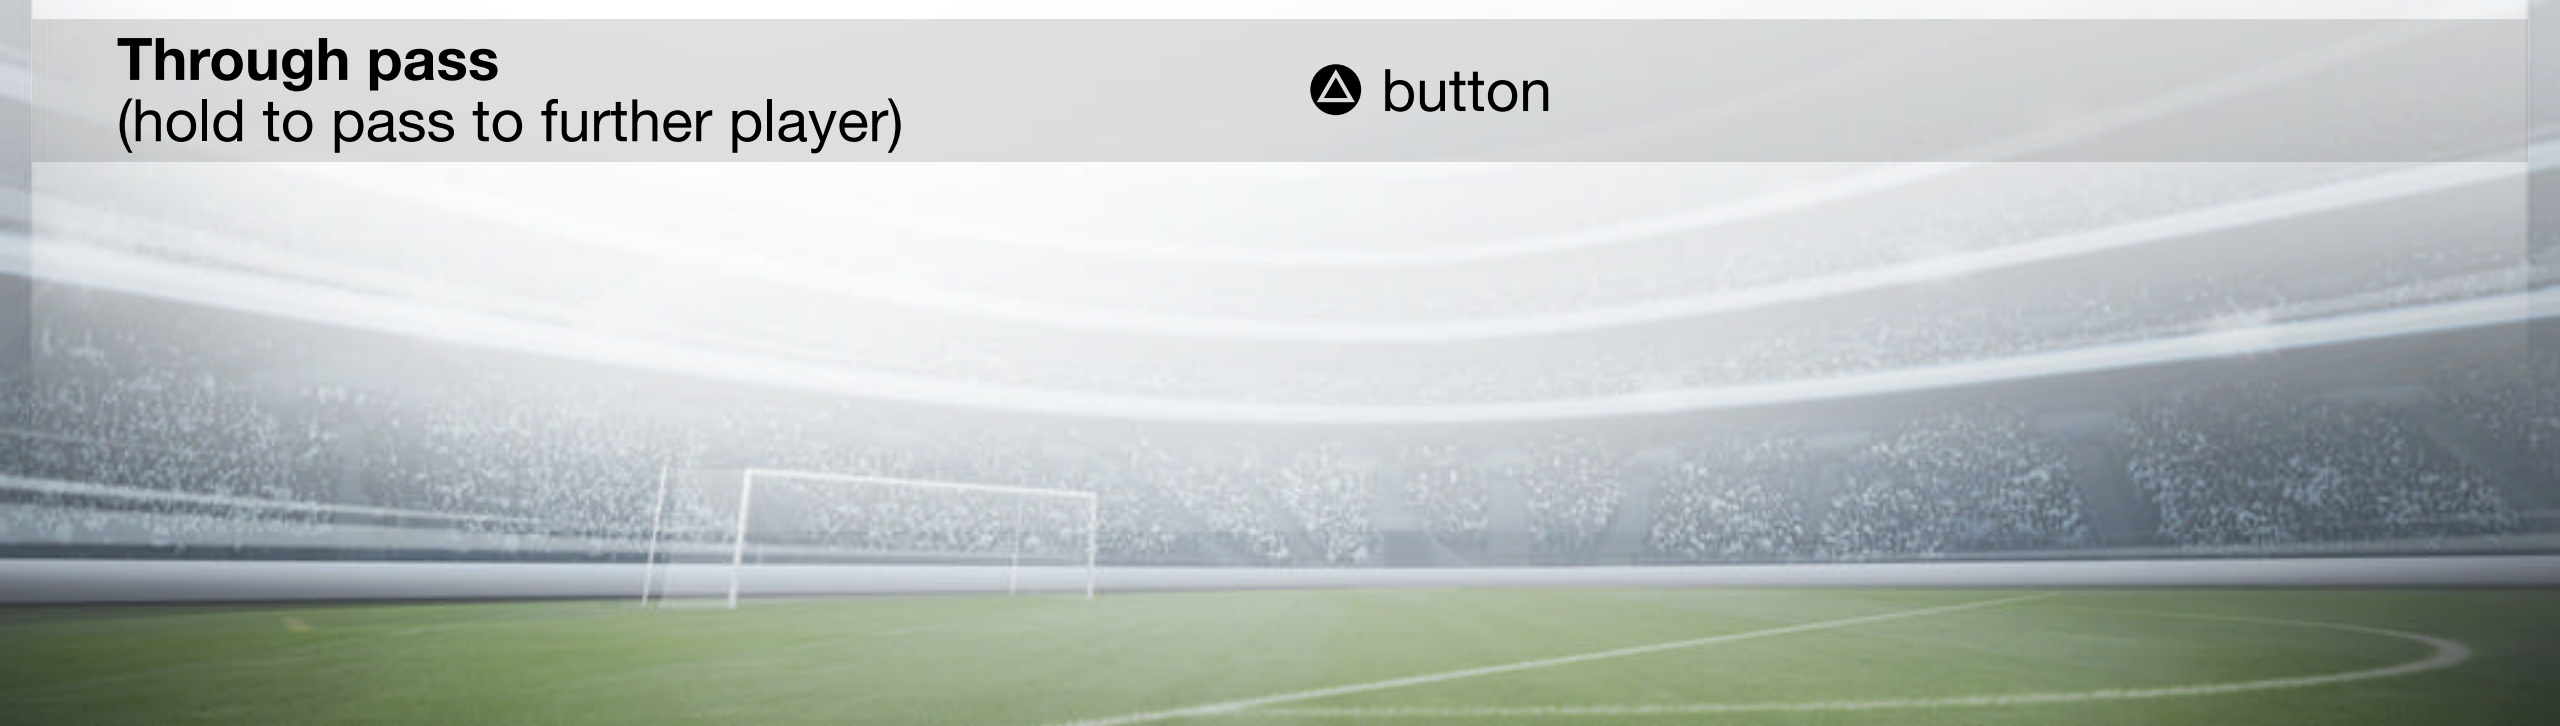 Through pass
(hold to pass to further player)
button